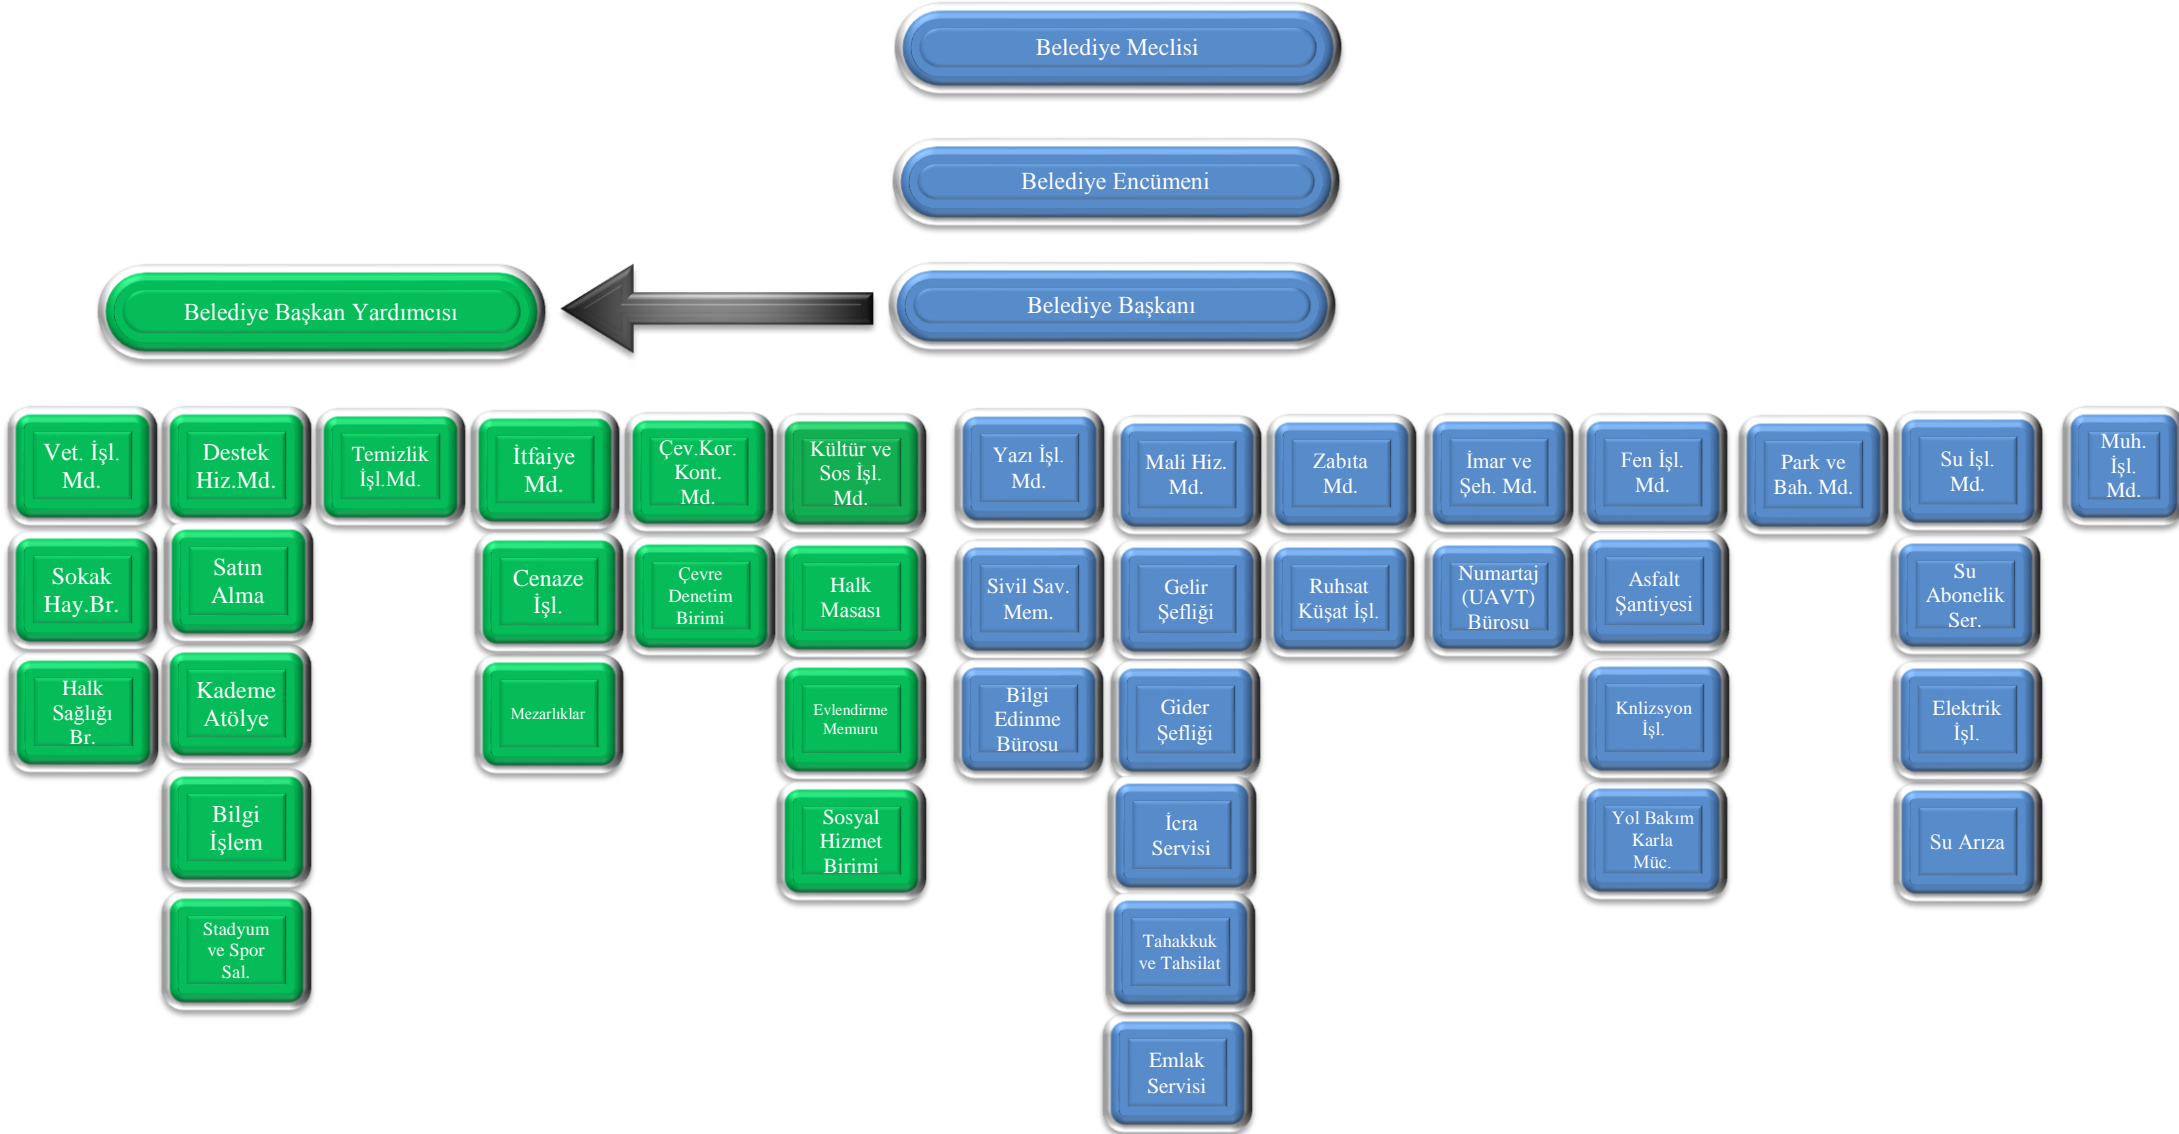 Belediye Meclisi
Belediye Encümeni
Belediye Başkanı
Belediye Başkan Yardımcısı
Vet. İşl.
Md.
Sokak
Hay.Br.
Halk
Sağlığı
Br.
Destek
Hiz.Md.
Satın
Alma
Kademe
Atölye
Bilgi
İşlem
Stadyum
ve Spor
Sal.
Temizlik
İşl.Md.
İtfaiye
Md.
Cenaze
İşl.
Mezarlıklar
Çev.Kor.
Kont.
Md.
Çevre
Denetim
Birimi
Kültür ve
Sos İşl.
Md.
Halk
Masası
Evlendirme
Memuru
Sosyal
Hizmet
Birimi
Yazı İşl.
Md.
Sivil Sav.
Mem.
Bilgi
Edinme
Bürosu
Mali Hiz.
Md.
Gelir
Şefliği
Gider
Şefliği
İcra
Servisi
Tahakkuk
ve Tahsilat
Emlak
Servisi
Zabıta
Md.
Ruhsat
Küşat İşl.
İmar ve
Şeh. Md.
Numartaj
(UAVT)
Bürosu
Fen İşl.
Md.
Asfalt
Şantiyesi
Knlizsyon
İşl.
Yol Bakım
Karla
Müc.
Park ve
Bah. Md.
Su İşl.
Md.
Su
Abonelik
Ser.
Elektrik
İşl.
Su Arıza
Muh.
İşl.
Md.